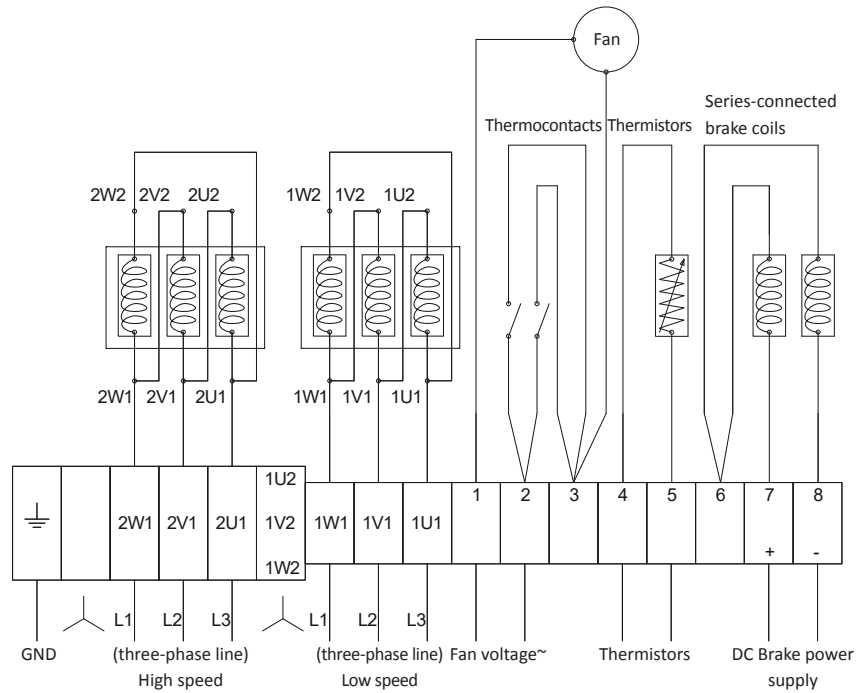 Fan
Series-connected
brake coils
Thermocontacts
Thermistors
2W2
2V2
2U2
1W2
1V2
1U2
2W1
2V1
2U1
1W1
1V1
1U1
1U2
1V2
1W2
2W1
2V1
2U1
1W1
1V1
1U1
1
2
3
4
5
6
7
8
+
-
L1
L2
L3
L1
L2
L3
GND
(three-phase line)
High speed
(three-phase line)
Low speed
Fan voltage~
Thermistors
DC Brake power
supply